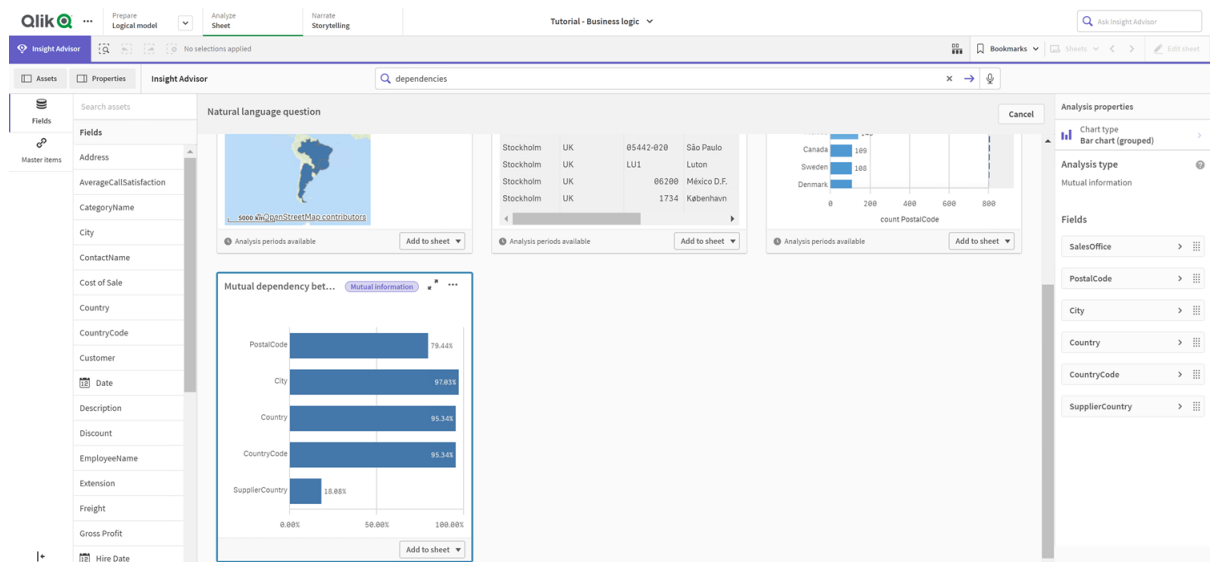 Qlik
Prepare
Logical model
Analyze
Sheet
Narrate
Storytelling
Tutorial - Business logic
Ask Insight Advisor
Insight Advisor
No selections applied
Bookmarks
Sheets
Edit sheet
Assets
Properties
Insight Advisor
dependencies
Fields
Master items
Search assets
Fields
Address
AverageCallSatisfaction
CategoryName
City
ContactName
Cost of Sale
Country
CountryCode
Customer
Date
Description
Discount
EmployeeName
Extension
Freight
Gross Profit
Hire Date
Natural language question
Cancel
5000 km
OpenStreetMap contributors
Analysis periods available
Add to sheet
Stockholm UK 05442-020 São Paulo
Stockholm UK LU1 Luton
Stockholm UK 06200 México D.F.
Stockholm UK 1734 København
Analysis periods available
Add to sheet
Canada 109
Sweden 108
Denmark
0 200 400 600 800
count PostalCode
Analysis periods available
Add to sheet
Mutual dependency bet...
Mutual information
PostalCode 79.44%
City 97.03%
Country 95.34%
CountryCode 95.34%
SupplierCountry 18.08%
0.00% 50.00% 100.00%
Add to sheet
Analysis properties
Chart type
Bar chart (grouped)
Analysis type
Mutual information
Fields
SalesOffice
PostalCode
City
Country
CountryCode
SupplierCountry